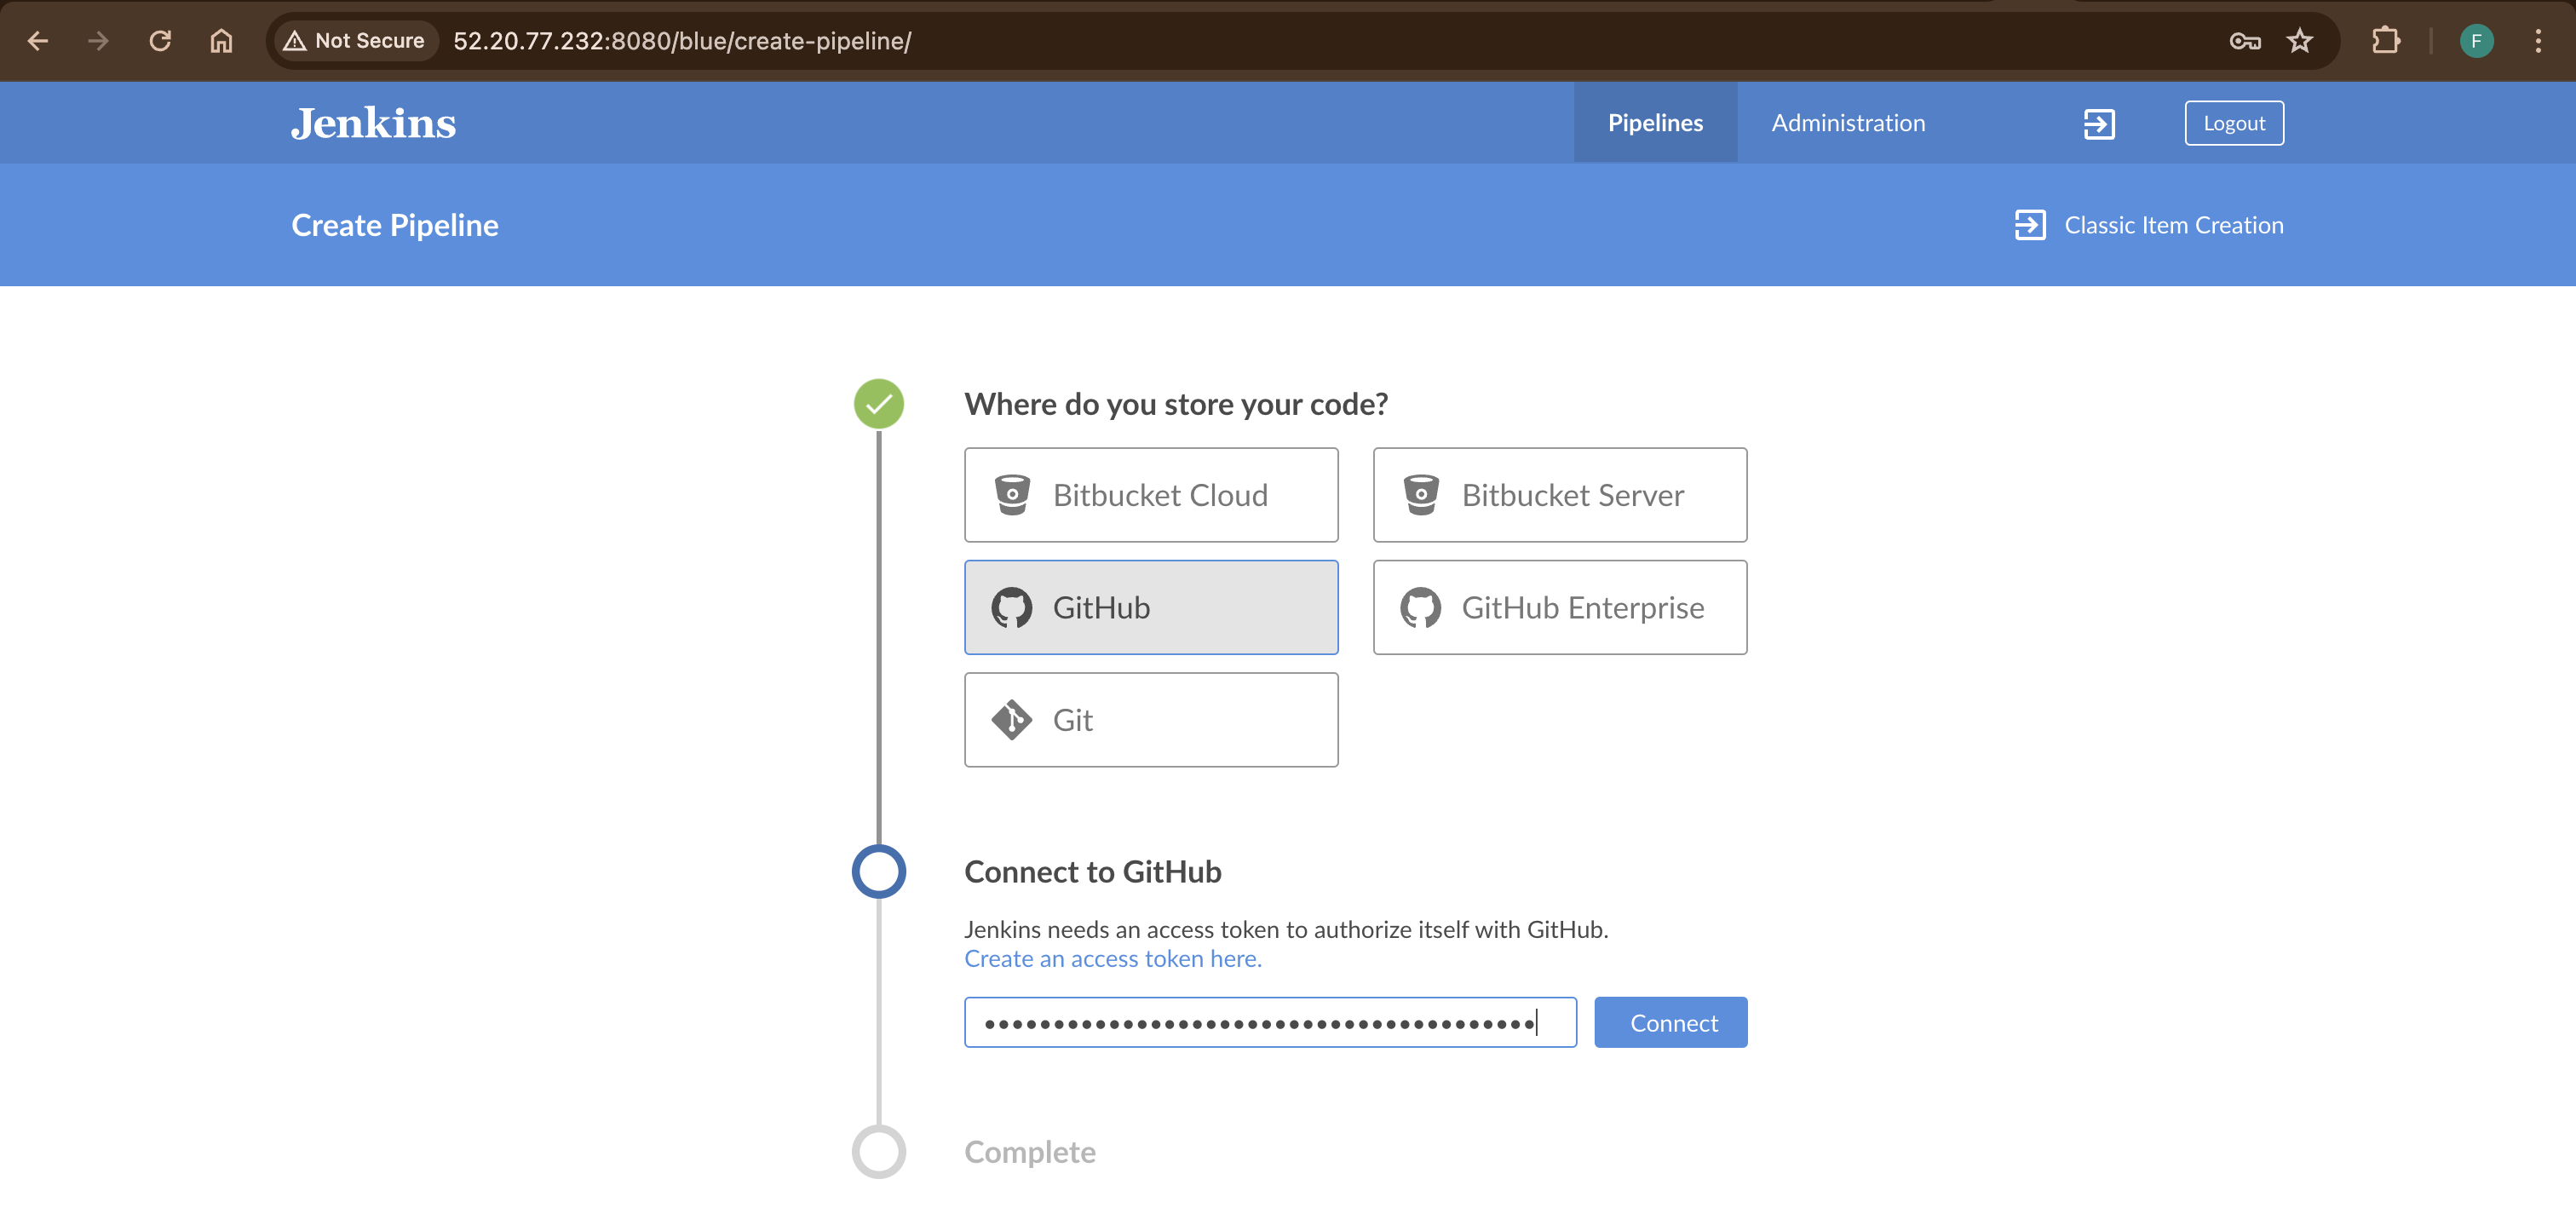 Not Secure 52.20.77.232:8080/blue/create-pipeline/ F
Jenkins Pipelines Administration Logout
Create Pipeline Classic Item Creation
Where do you store your code?
Bitbucket Cloud Bitbucket Server
GitHub GitHub Enterprise
Git
Connect to GitHub
Jenkins needs an access token to authorize itself with GitHub.
Create an access token here.
Connect
Complete